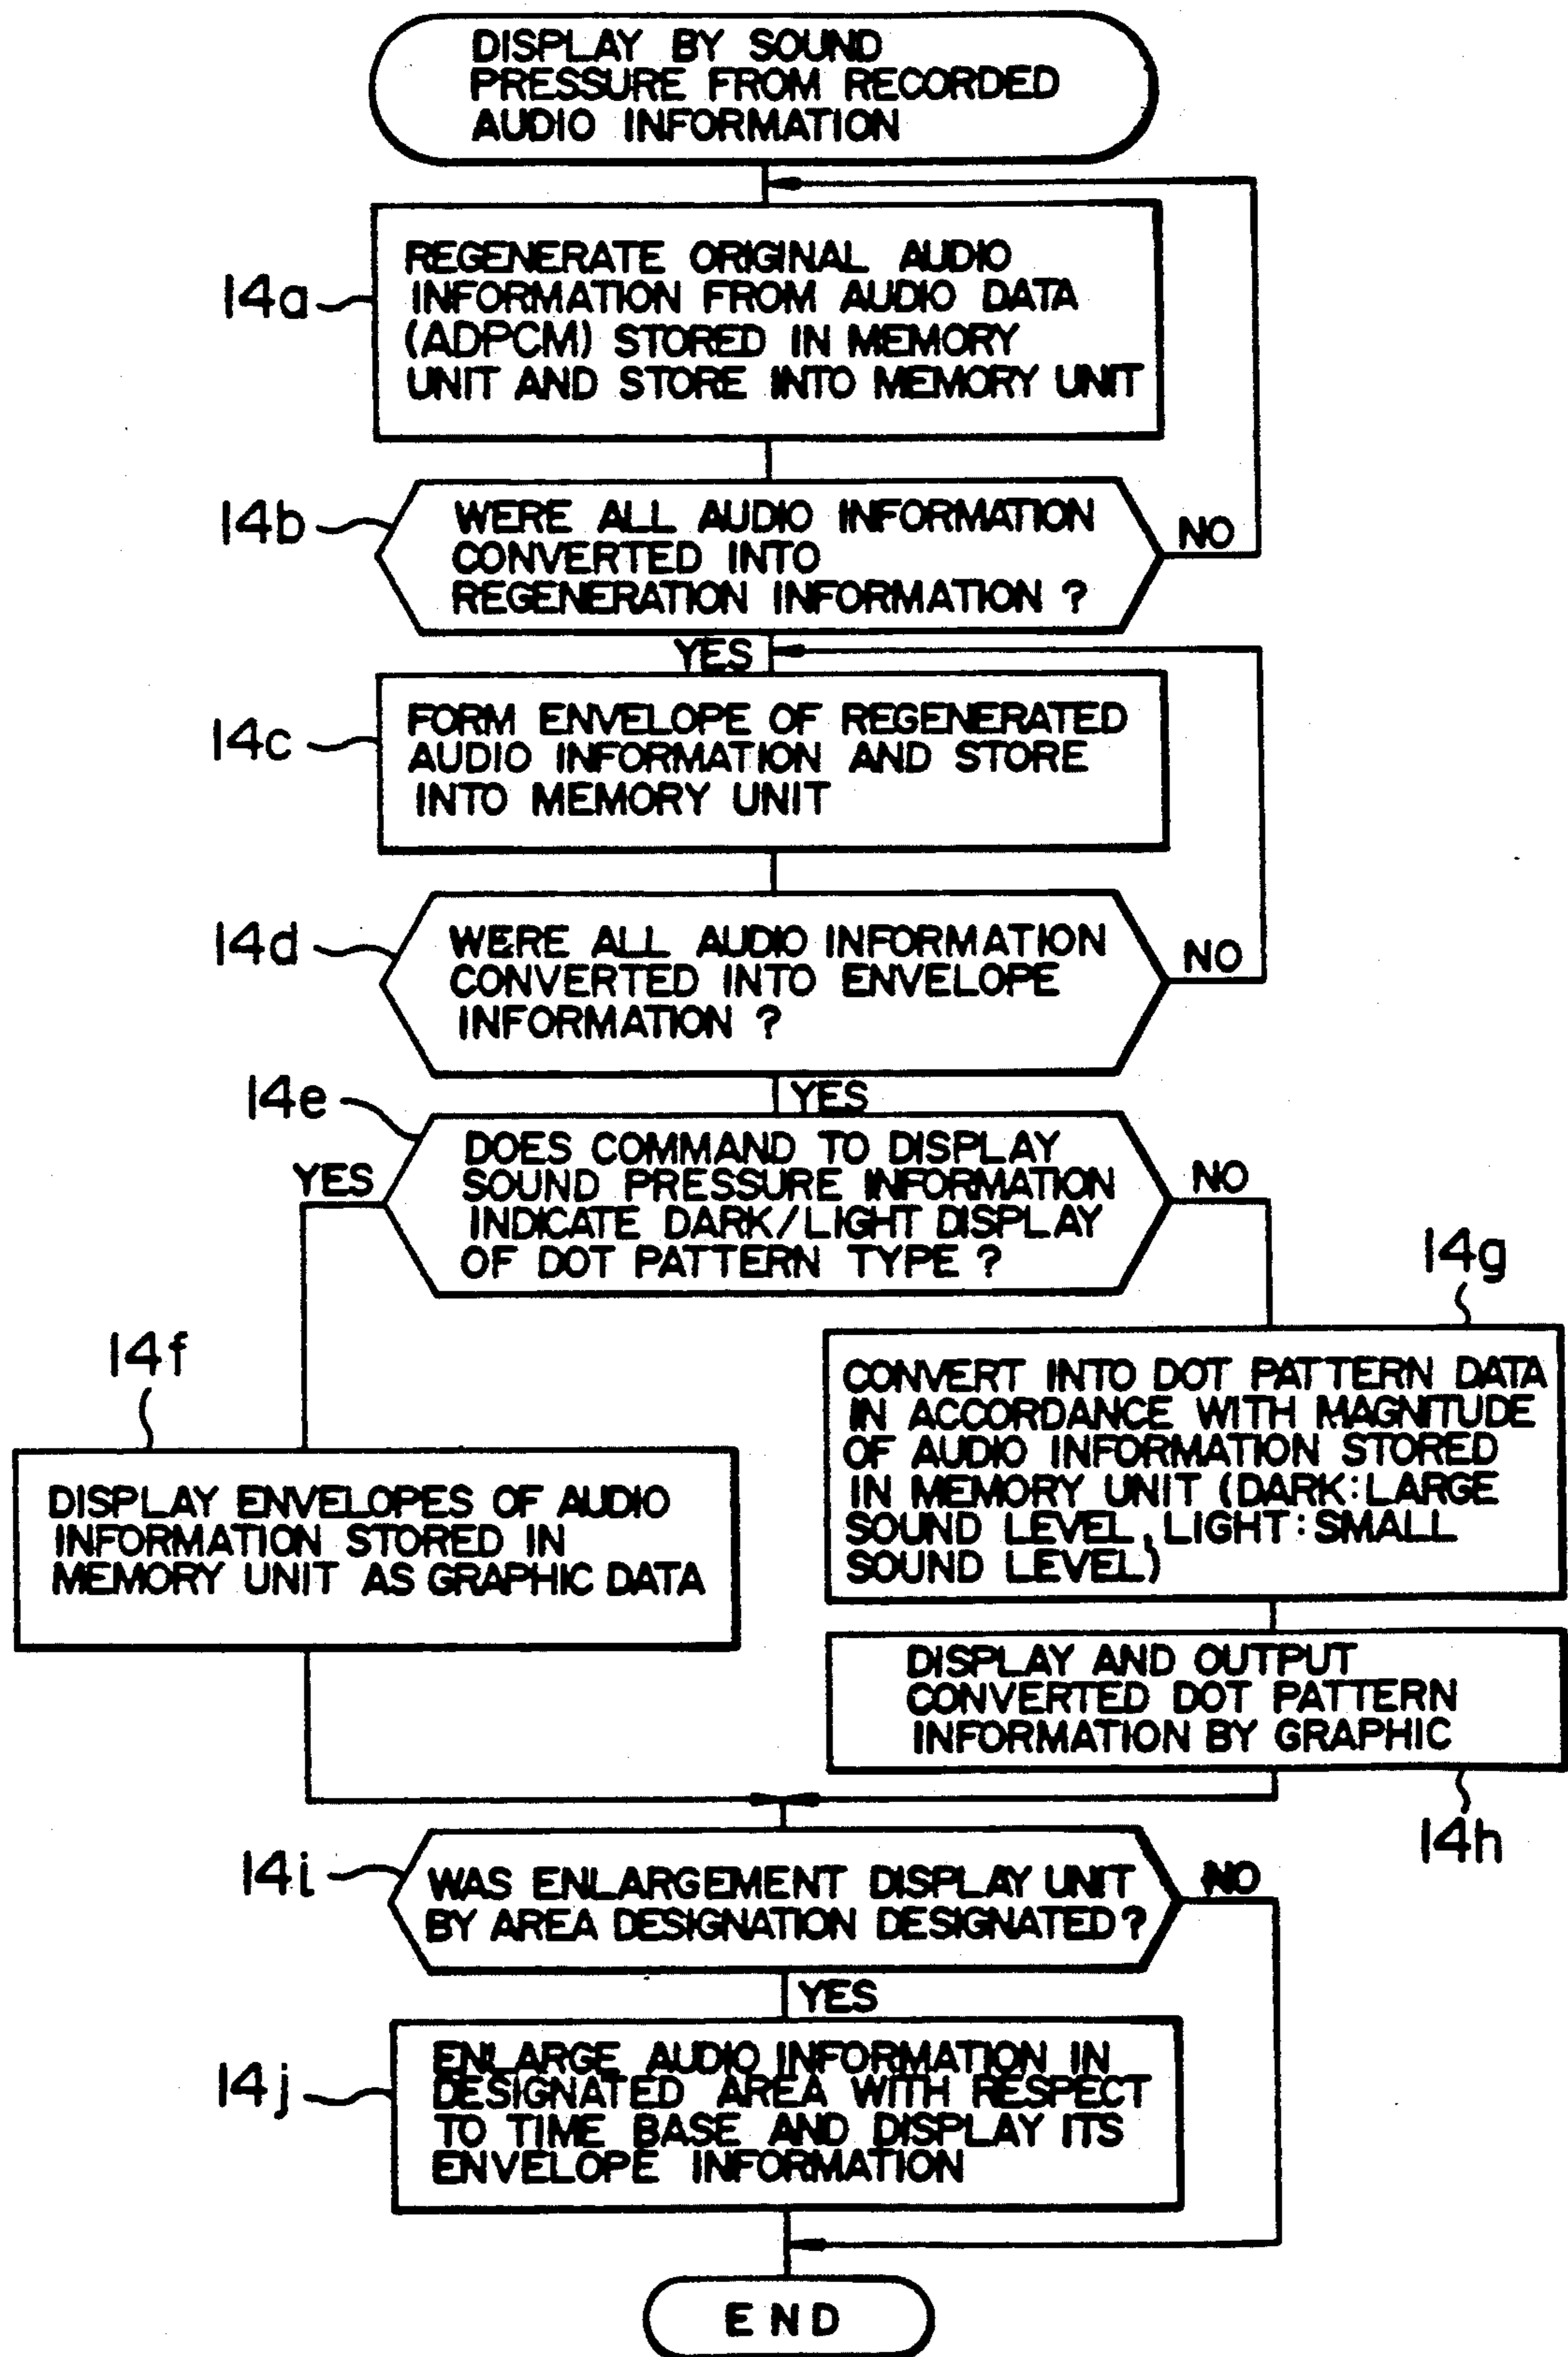 DISPLAY BY SOUND
PRESSURE FROM RECORDED
AUDIO INFORMATION
14a
REGENERATE ORIGINAL AUDIO
INFORMATION FROM AUDIO DATA
(ADPCM) STORED IN MEMORY
UNIT AND STORE INTO MEMORY UNIT
14b
WERE ALL AUDIO INFORMATION
CONVERTED INTO
REGENERATION INFORMATION ?
NO
YES
14c
FORM ENVELOPE OF REGENERATED
AUDIO INFORMATION AND STORE
INTO MEMORY UNIT
14d
WERE ALL AUDIO INFORMATION
CONVERTED INTO ENVELOPE
INFORMATION ?
NO
YES
14e
DOES COMMAND TO DISPLAY
SOUND PRESSURE INFORMATION
INDICATE DARK/LIGHT DISPLAY
OF DOT PATTERN TYPE ?
YES
NO
14f
DISPLAY ENVELOPES OF AUDIO
INFORMATION STORED IN
MEMORY UNIT AS GRAPHIC DATA
14g
CONVERT INTO DOT PATTERN DATA
IN ACCORDANCE WITH MAGNITUDE
OF AUDIO INFORMATION STORED
IN MEMORY UNIT (DARK:LARGE
SOUND LEVEL, LIGHT:SMALL
SOUND LEVEL)
DISPLAY AND OUTPUT
CONVERTED DOT PATTERN
INFORMATION BY GRAPHIC
14h
14i
WAS ENLARGEMENT DISPLAY UNIT
BY AREA DESIGNATION DESIGNATED?
NO
YES
14j
ENLARGE AUDIO INFORMATION IN
DESIGNATED AREA WITH RESPECT
TO TIME BASE AND DISPLAY ITS
ENVELOPE INFORMATION
END